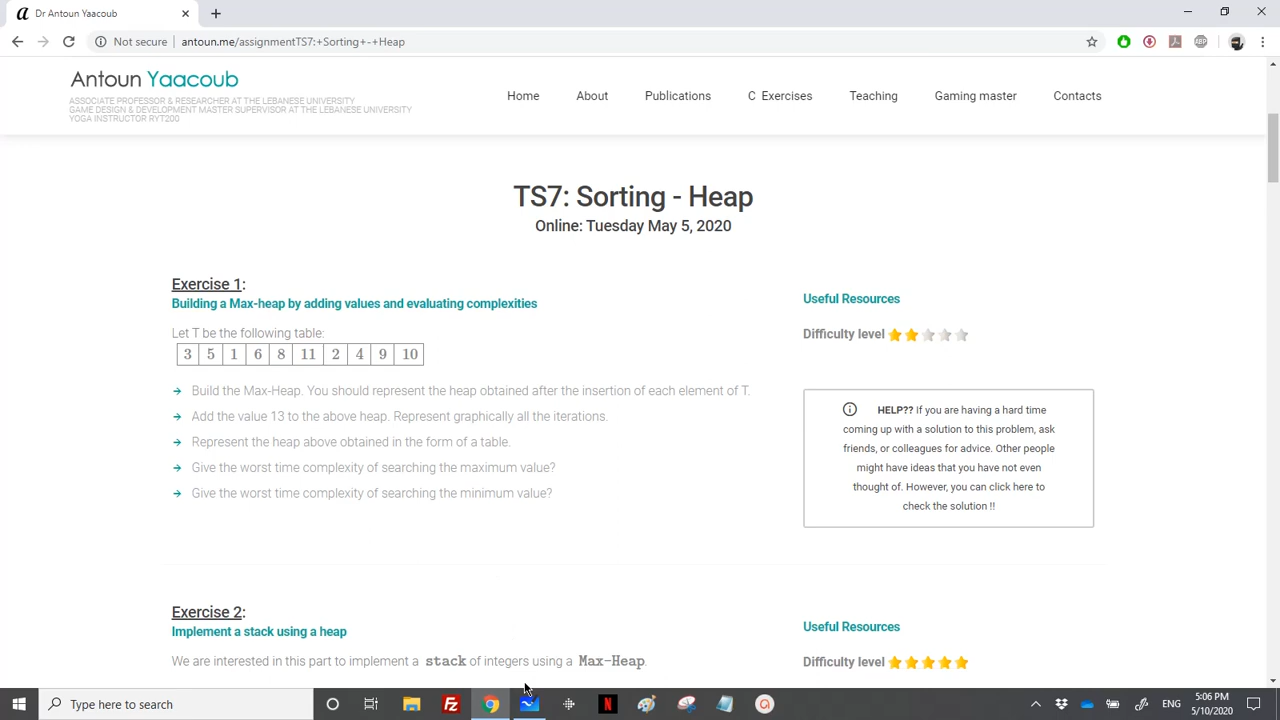 Dr Antoun Yaacoub
Not secure | antoun.me/assignmentTS7:+Sorting+-+Heap
Antoun Yaacoub
ASSOCIATE PROFESSOR & RESEARCHER AT THE LEBANESE UNIVERSITY
GAME DESIGN & DEVELOPMENT MASTER SUPERVISOR AT THE LEBANESE UNIVERSITY
YOGA INSTRUCTOR RYT200
Home About Publications C Exercises Teaching Gaming master Contacts
TS7: Sorting - Heap
Online: Tuesday May 5, 2020
Exercise 1:
Building a Max-heap by adding values and evaluating complexities
Let T be the following table:
3 5 1 6 8 11 2 4 9 10
Build the Max-Heap. You should represent the heap obtained after the insertion of each element of T.
Add the value 13 to the above heap. Represent graphically all the iterations.
Represent the heap above obtained in the form of a table.
Give the worst time complexity of searching the maximum value?
Give the worst time complexity of searching the minimum value?
Useful Resources
Difficulty level
HELP?? If you are having a hard time
coming up with a solution to this problem, ask
friends, or colleagues for advice. Other people
might have ideas that you have not even
thought of. However, you can click here to
check the solution !!
Exercise 2:
Implement a stack using a heap
We are interested in this part to implement a stack of integers using a Max-Heap.
Useful Resources
Difficulty level
Type here to search
ENG
5:06 PM
5/10/2020